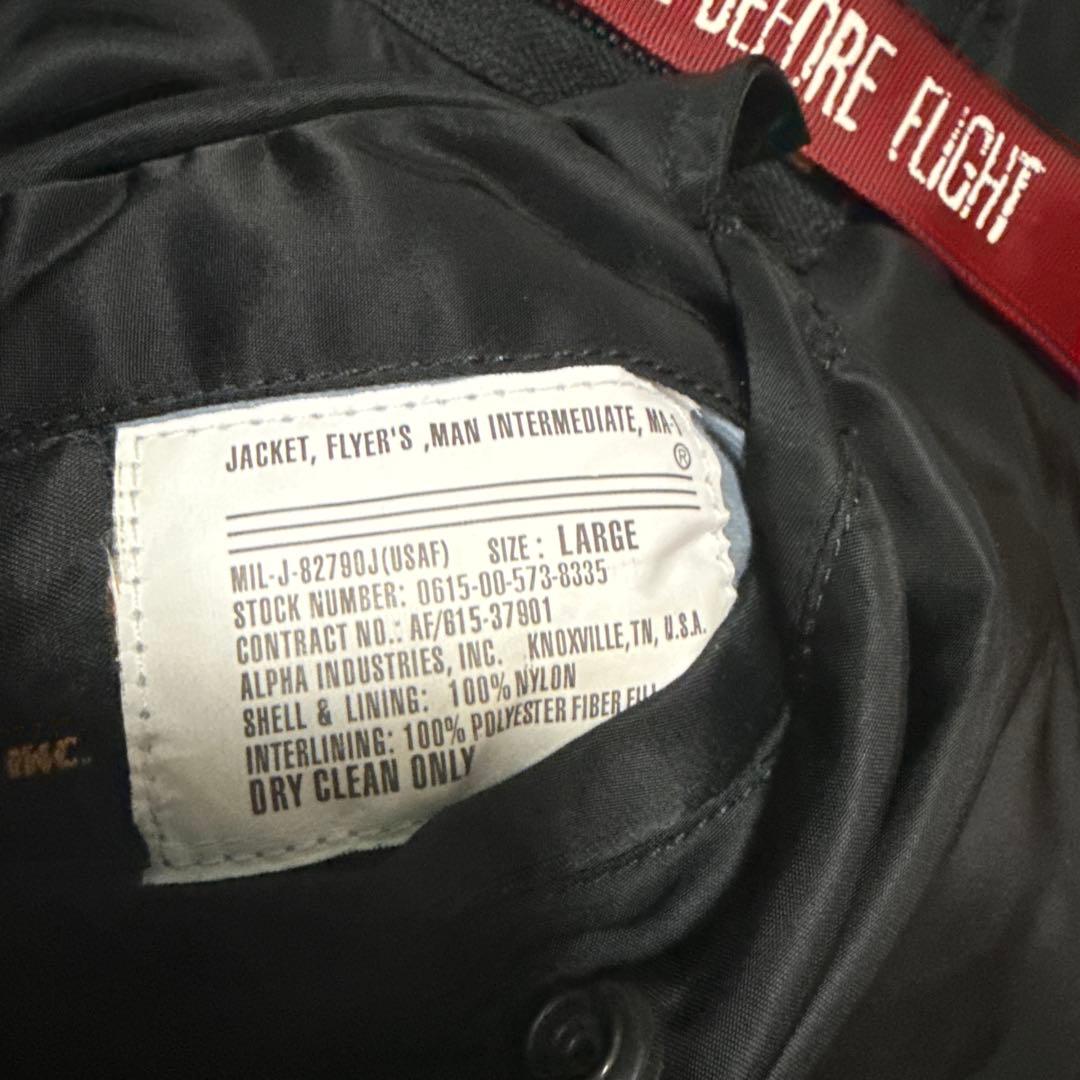 BEFORE FLIGHT
JACKET, FLYER'S ,MAN INTERMEDIATE, MA-1
®
MIL-J-82790J(USAF) SIZE: LARGE
STOCK NUMBER: 0615-00-573-8335
CONTRACT NO.: AF/615-37901
ALPHA INDUSTRIES, INC. KNOXVILLE,TN, U.S.A.
SHELL & LINING: 100% NYLON
INTERLINING: 100% POLYESTER FIBER FILL
DRY CLEAN ONLY
INC.